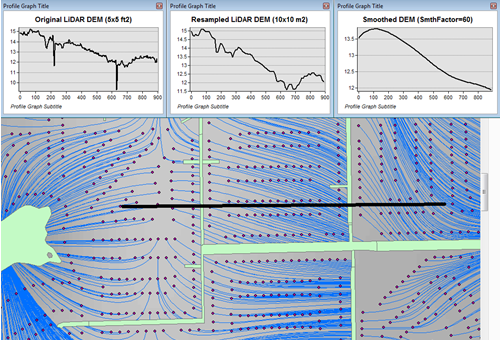 Profile Graph Title
Original LiDAR DEM (5x5 ft2)
15
14
13
12
11
10
0 100 200 300 400 500 600 700 800 900
Profile Graph Subtitle
Profile Graph Title
Resampled LiDAR DEM (10x10 m2)
15
14.5
14
13.5
13
12.5
12
11.5
0 100 200 300 400 500 600 700 800 900
Profile Graph Subtitle
Profile Graph Title
Smoothed DEM (SmthFactor=60)
13.5
13
12.5
12
0 100 200 300 400 500 600 700 800
Profile Graph Subtitle